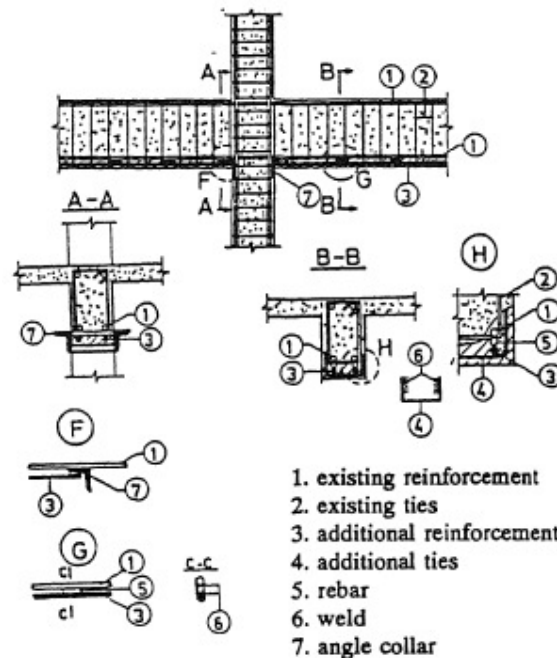 A B 1 2
1
F 7 G 3
A B
A-A
B-B H
2
1
7 1 5
3 1 6 H
3
4 4 3
F
1
3 7
G
C C-C
1
5
C 3 6
1. existing reinforcement
2. existing ties
3. additional reinforcement
4. additional ties
5. rebar
6. weld
7. angle collar